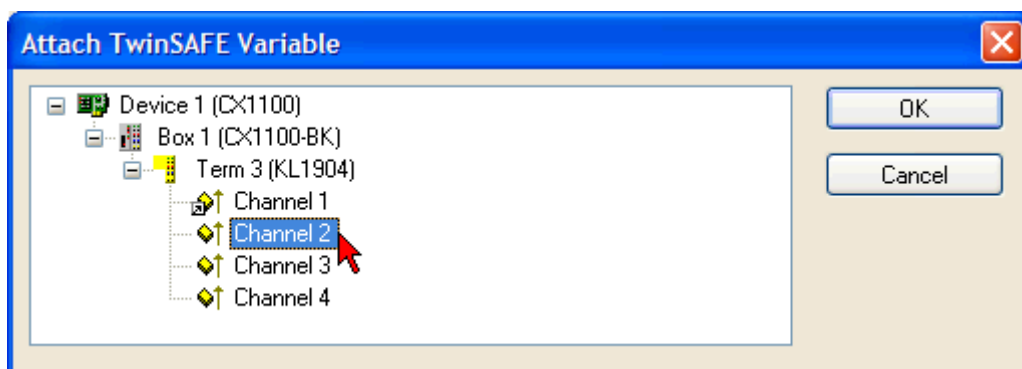 Attach TwinSAFE Variable
Device 1 (CX1100)
OK
Box 1 (CX1100-BK)
Term 3 (KL1904)
Cancel
Channel 1
Channel 2
Channel 3
Channel 4